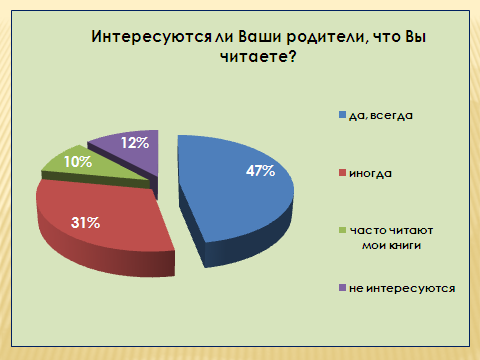 Интересуются ли Ваши родители, что Вы
читаете?
12%
10%
47%
31%
да, всегда
иногда
часто читают
мои книги
не интересуются